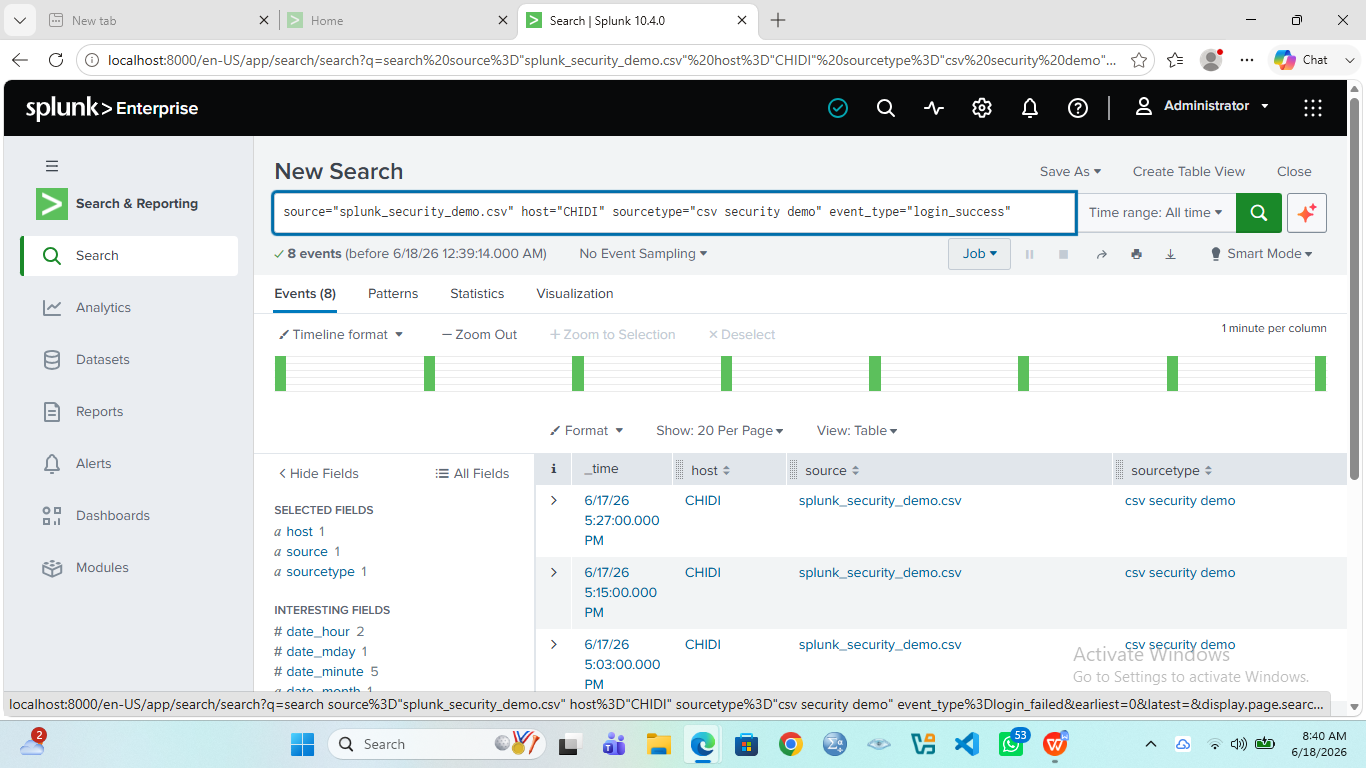 New tab
Home
Search | Splunk 10.4.0
localhost:8000/en-US/app/search/search?q=search%20source%3D"splunk_security_demo.csv"%20host%3D"CHIDI"%20sourcetype%3D"csv%20security%20demo"...
Chat
splunk>Enterprise
Administrator
Search & Reporting
Search
Analytics
Datasets
Reports
Alerts
Dashboards
Modules
New Search
Save As
Create Table View
Close
source="splunk_security_demo.csv" host="CHIDI" sourcetype="csv security demo" event_type="login_success"
Time range: All time
8 events (before 6/18/26 12:39:14.000 AM)
No Event Sampling
Job
Smart Mode
Events (8)
Patterns
Statistics
Visualization
Timeline format
— Zoom Out
+ Zoom to Selection
× Deselect
1 minute per column
Format
Show: 20 Per Page
View: Table
< Hide Fields
All Fields
SELECTED FIELDS
a host 1
a source 1
a sourcetype 1
INTERESTING FIELDS
# date_hour 2
# date_mday 1
# date_minute 5
a date_month 1
i _time host source sourcetype
6/17/26
5:27:00.000
PM
CHIDI
splunk_security_demo.csv
csv security demo
6/17/26
5:15:00.000
PM
CHIDI
splunk_security_demo.csv
csv security demo
6/17/26
5:03:00.000
PM
CHIDI
splunk_security_demo.csv
csv security demo
Activate Windows
Go to Settings to activate Windows.
localhost:8000/en-US/app/search/search?q=search source%3D"splunk_security_demo.csv" host%3D"CHIDI" sourcetype%3D"csv security demo" event_type%3Dlogin_failed&earliest=0&latest=&display.page.searc...
2
Search
53
8:40 AM
6/18/2026